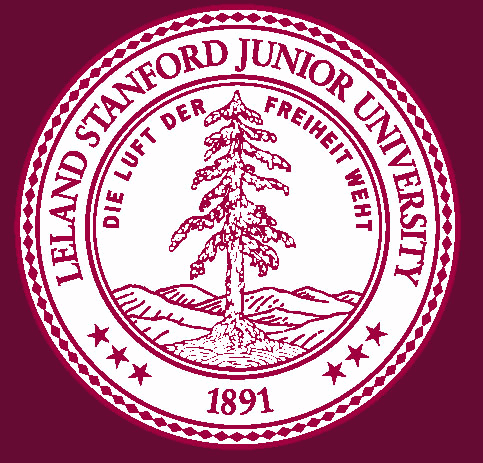 LELAND STANFORD JUNIOR UNIVERSITY
DIE LUFT DER FREIHEIT WEHT
1891